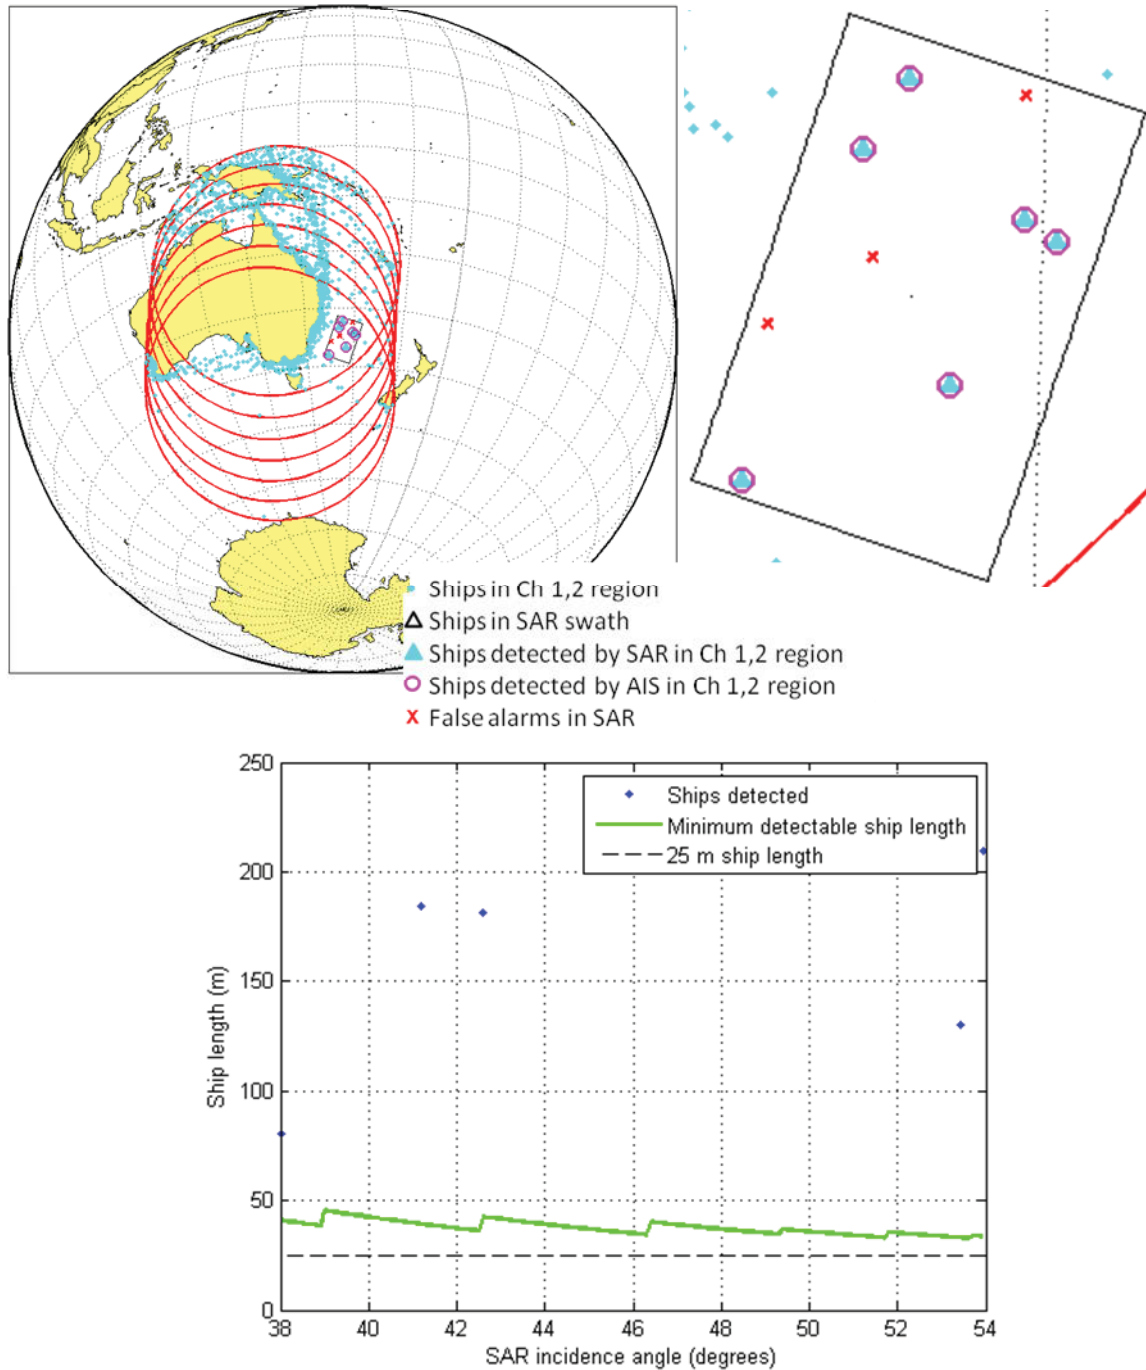 Ships in Ch 1,2 region
Ships in SAR swath
Ships detected by SAR in Ch 1,2 region
Ships detected by AIS in Ch 1,2 region
False alarms in SAR
250
200
150
100
50
0
Ship length (m)
Ships detected
Minimum detectable ship length
25 m ship length
38 40 42 44 46 48 50 52 54
SAR incidence angle (degrees)